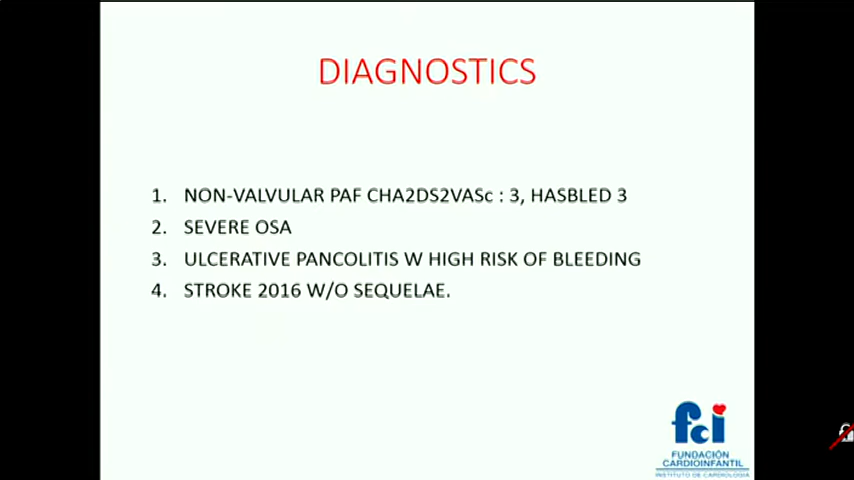 DIAGNOSTICS
1. NON-VALVULAR PAF CHA2DS2VASc : 3, HASBLED 3
2. SEVERE OSA
3. ULCERATIVE PANCOLITIS W HIGH RISK OF BLEEDING
4. STROKE 2016 W/O SEQUELAE.
fci
FUNDACIÓN
CARDIOINFANTIL
INSTITUTO DE CARDIOLOGÍA